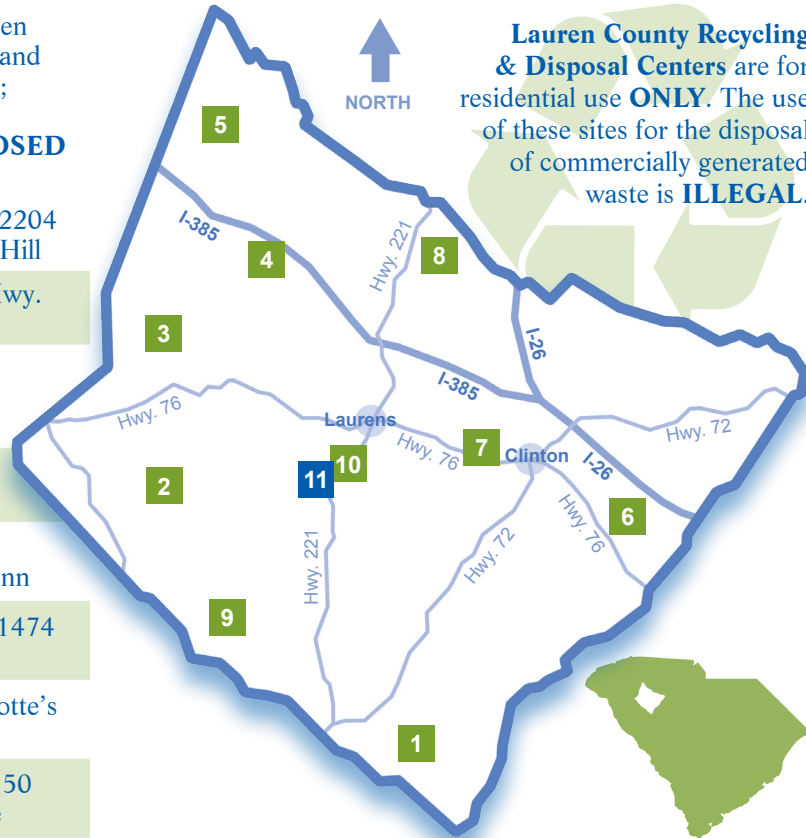 en
and
;
OSED
2204
Hill
Hwy.
nn
1474
otte's
50
NORTH
Lauren County Recycling
& Disposal Centers are for
residential use ONLY. The use
of these sites for the disposal
of commercially generated
waste is ILLEGAL.
5
I-385
4
Hwy. 221
8
3
I-26
I-385
Hwy. 76
Laurens
Hwy. 76
7
Clinton
Hwy. 72
10
11
2
I-26
6
Hwy. 221
Hwy. 72
Hwy. 76
9
1